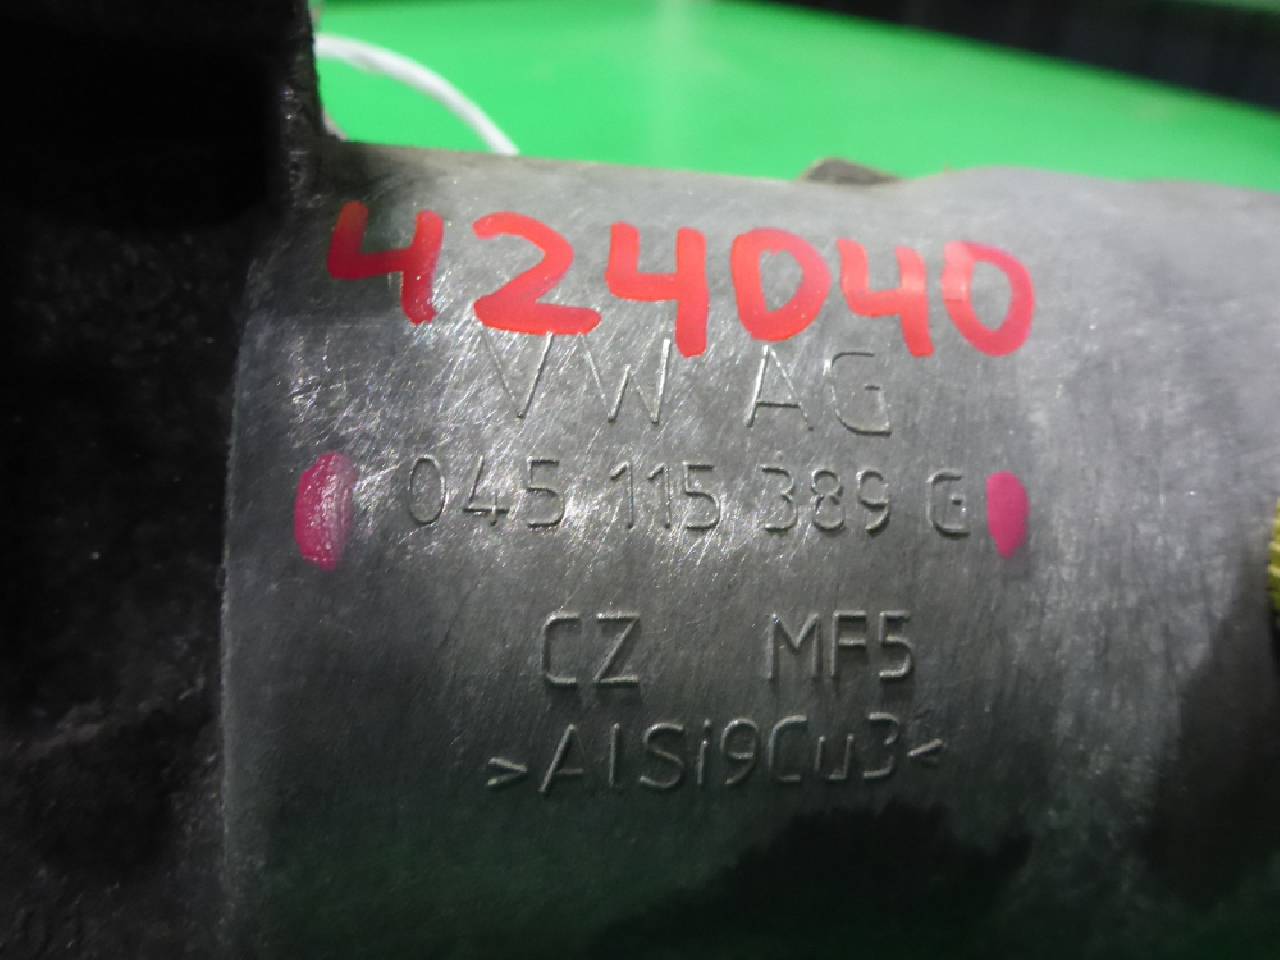 424040
VW AG
045 115 389 G
CZ MF5
>AlSi9Cu3<